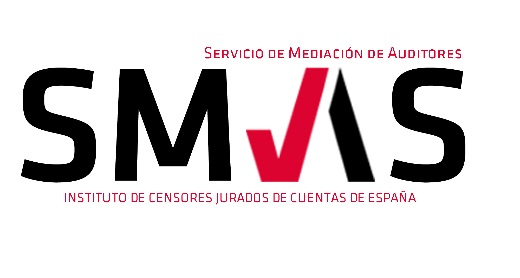 SERVICIO DE MEDIACIÓN DE AUDITORES
SMAS
INSTITUTO DE CENSORES JURADOS DE CUENTAS DE ESPAÑA